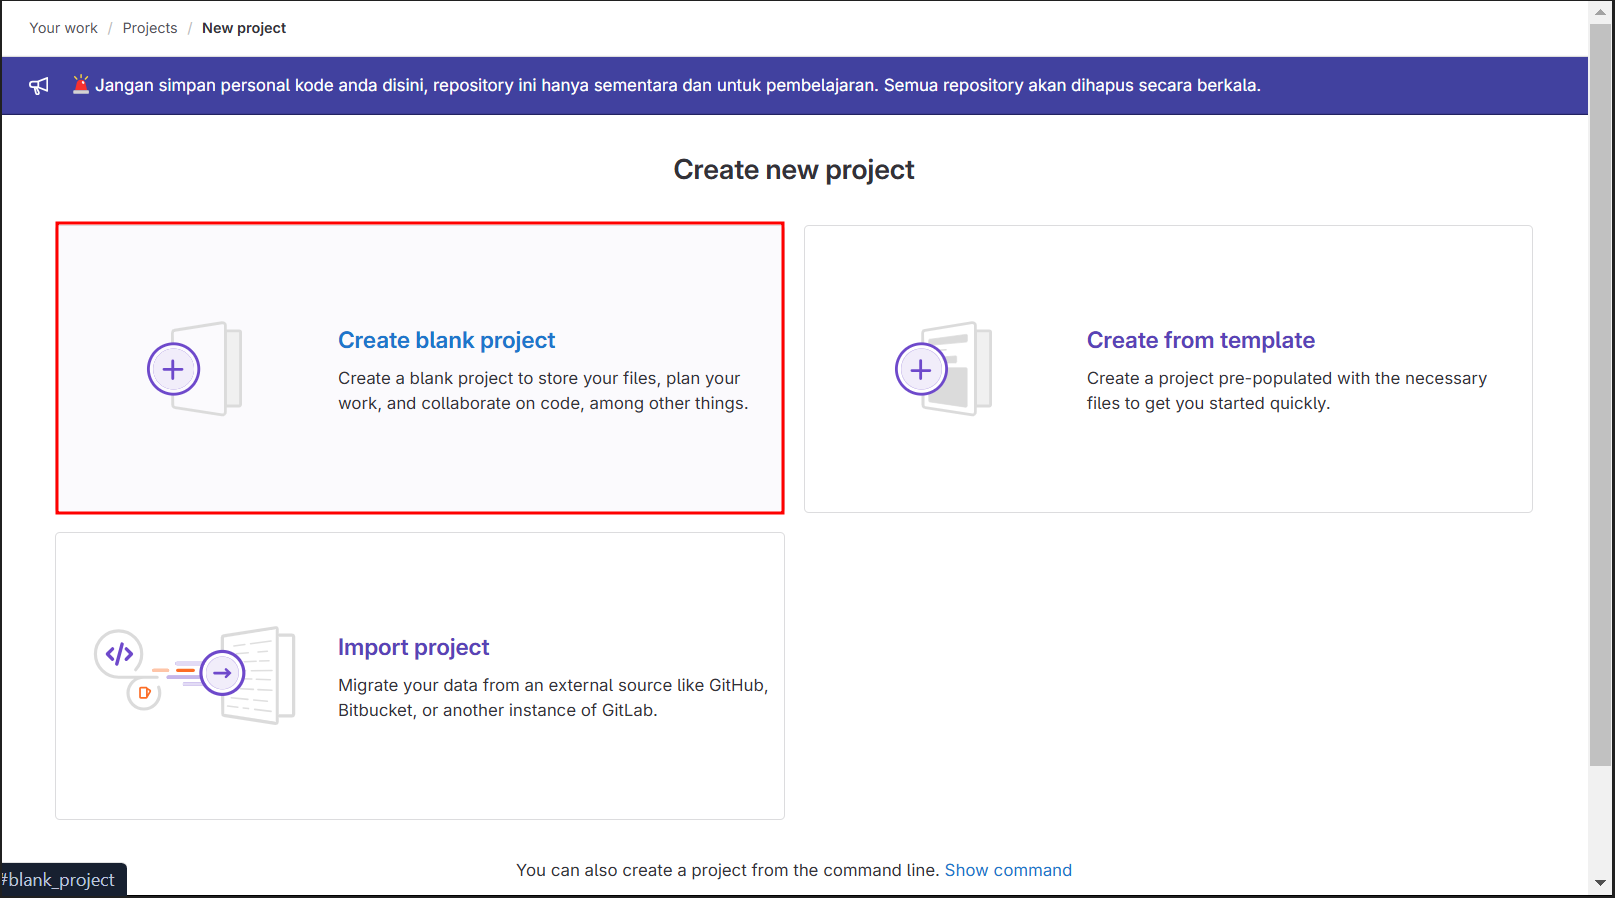 Your work / Projects / New project
🚨 Jangan simpan personal kode anda disini, repository ini hanya sementara dan untuk pembelajaran. Semua repository akan dihapus secara berkala.
Create new project
Create blank project
Create a blank project to store your files, plan your
work, and collaborate on code, among other things.
Create from template
Create a project pre-populated with the necessary
files to get you started quickly.
Import project
Migrate your data from an external source like GitHub,
Bitbucket, or another instance of GitLab.
You can also create a project from the command line. Show command
#blank_project